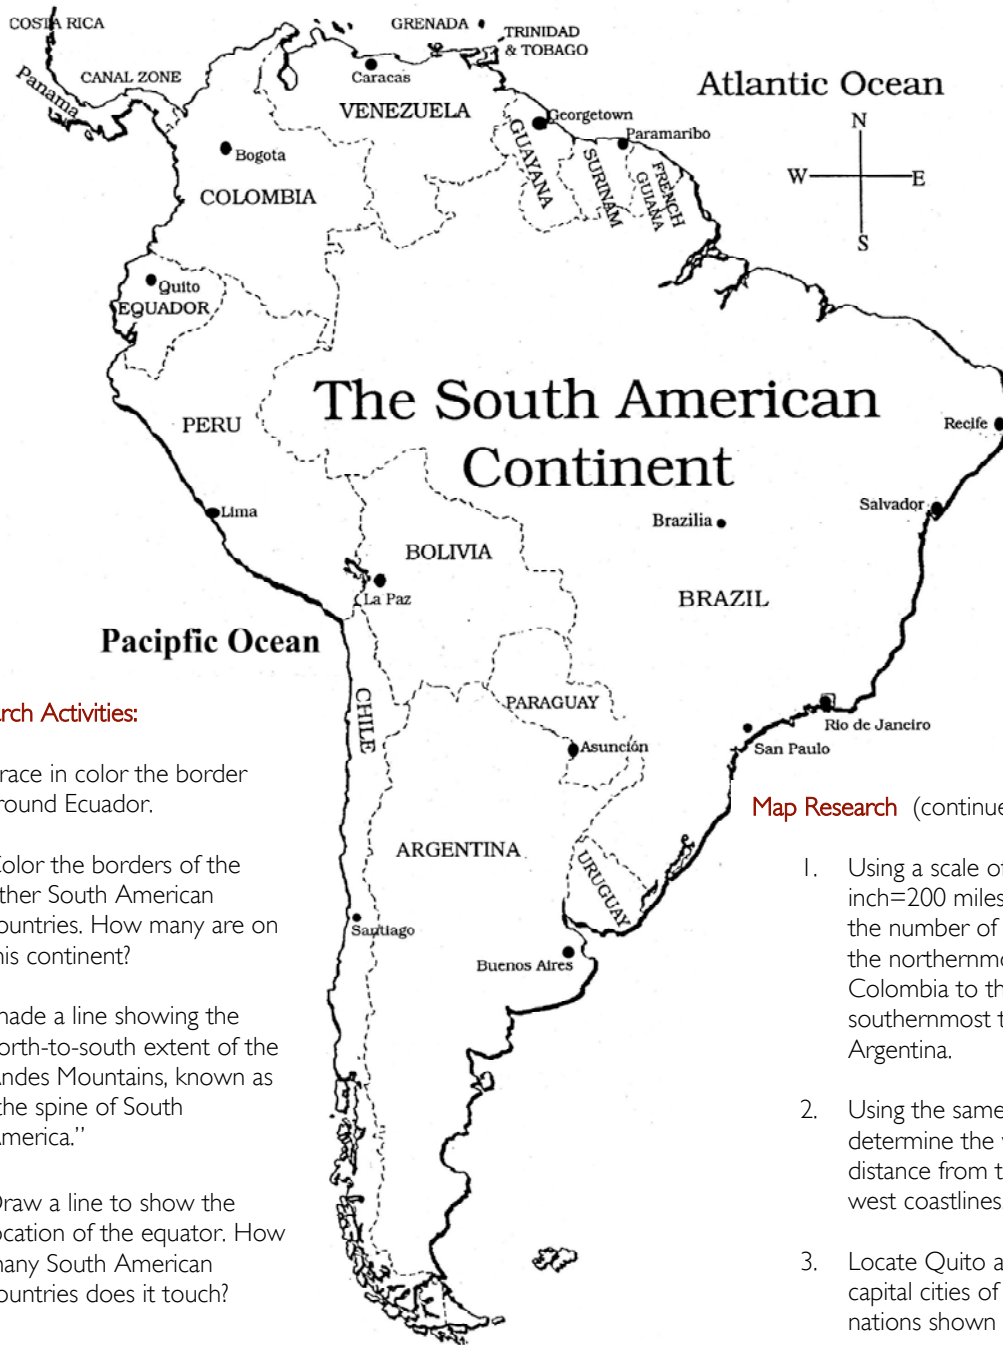 COSTA RICA
GRENADA
TRINIDAD
& TOBAGO
CANAL ZONE
Panama
Caracas
VENEZUELA
Atlantic Ocean
N
W
E
S
Georgetown
Paramaribo
GUAYANA
SURINAM
FRENCH
GUIANA
Bogota
COLOMBIA
Quito
EQUADOR
The South American
Continent
PERU
Recife
Lima
Salvador
Brazilia
BOLIVIA
La Paz
BRAZIL
Pacipfic Ocean
CHILE
PARAGUAY
Asunción
Rio de Janeiro
San Paulo
ARGENTINA
URUGUAY
Santiago
Buenos Aires
arch Activities:
race in color the border
round Ecuador.
olor the borders of the
ther South American
ountries. How many are on
his continent?
hade a line showing the
orth-to-south extent of the
ndes Mountains, known as
the spine of South
merica.”
raw a line to show the
ocation of the equator. How
many South American
ountries does it touch?
Map Research (continue
1. Using a scale of
inch=200 miles
the number of
the northernmo
Colombia to th
southernmost t
Argentina.
2. Using the same
determine the
distance from t
west coastlines
3. Locate Quito a
capital cities of
nations shown